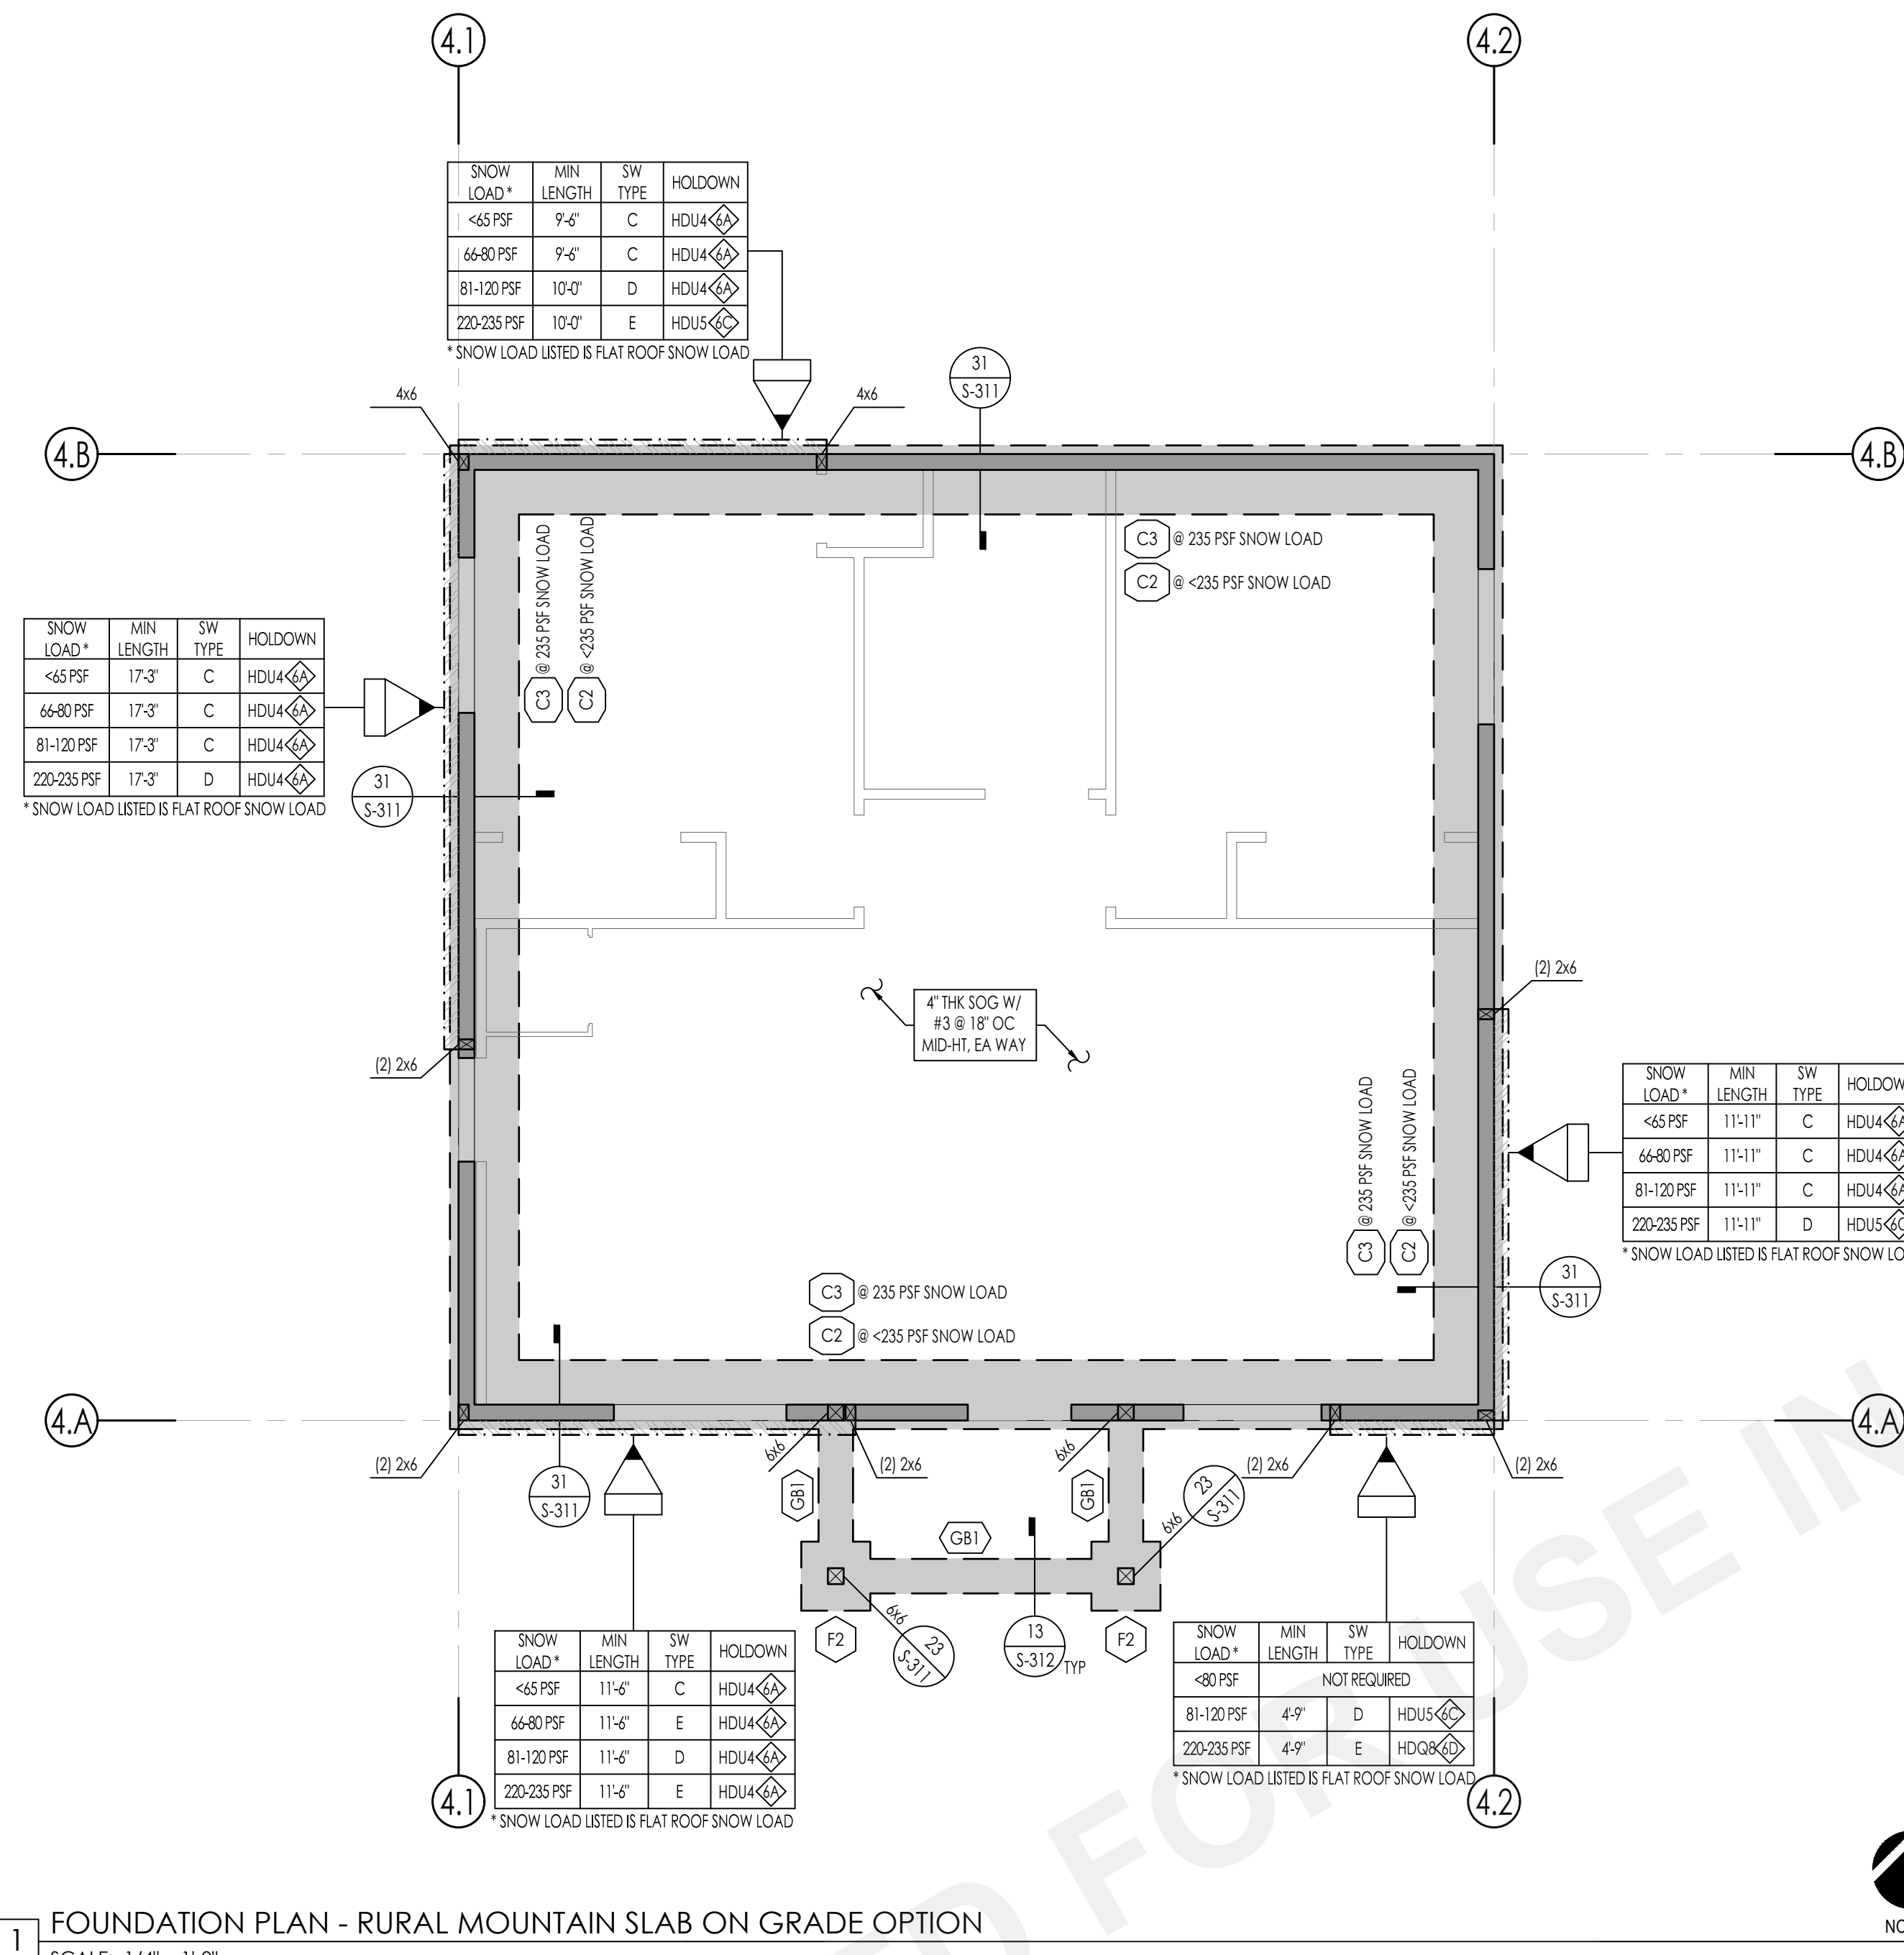 4.1
4.2
SNOW LOAD * MIN LENGTH SW TYPE HOLDOWN
<65 PSF 9'-6" C HDU4 6A
66-80 PSF 9'-6" C HDU4 6A
81-120 PSF 10'-0" D HDU4 6A
220-235 PSF 10'-0" E HDU5 6C
* SNOW LOAD LISTED IS FLAT ROOF SNOW LOAD
31
S-311
4x6
4x6
4.B
4.B
C3 @ 235 PSF SNOW LOAD
C2 @ <235 PSF SNOW LOAD
C3 @ 235 PSF SNOW LOAD
C2 @ <235 PSF SNOW LOAD
SNOW LOAD * MIN LENGTH SW TYPE HOLDOWN
<65 PSF 17'-3" C HDU4 6A
66-80 PSF 17'-3" C HDU4 6A
81-120 PSF 17'-3" C HDU4 6A
220-235 PSF 17'-3" D HDU4 6A
* SNOW LOAD LISTED IS FLAT ROOF SNOW LOAD
31
S-311
(2) 2x6
(2) 2x6
4" THK SOG W/
#3 @ 18" OC
MID-HT, EA WAY
SNOW LOAD * MIN LENGTH SW TYPE
<65 PSF 11'-11" C HDU4
66-80 PSF 11'-11" C HDU4
81-120 PSF 11'-11" C HDU4
220-235 PSF 11'-11" D HDU5
* SNOW LOAD LISTED IS FLAT ROOF SNOW
C3 @ 235 PSF SNOW LOAD
C2 @ <235 PSF SNOW LOAD
31
S-311
C3 @ 235 PSF SNOW LOAD
C2 @ <235 PSF SNOW LOAD
4.A
4.A
(2) 2x6
31
S-311
6x6
(2) 2x6
6x6
(2) 2x6
(2) 2x6
GB1
GB1
GB1
23
S-311
6x6
6x6
23
S-311
F2
13
S-312 TYP
F2
SNOW LOAD * MIN LENGTH SW TYPE HOLDOWN
<65 PSF 11'-6" C HDU4 6A
66-80 PSF 11'-6" E HDU4 6A
81-120 PSF 11'-6" D HDU4 6A
220-235 PSF 11'-6" E HDU4 6A
* SNOW LOAD LISTED IS FLAT ROOF SNOW LOAD
SNOW LOAD * MIN LENGTH SW TYPE HOLDOWN
<80 PSF NOT REQUIRED
81-120 PSF 4'-9" D HDU5 6C
220-235 PSF 4'-9" E HDQ8 6D
* SNOW LOAD LISTED IS FLAT ROOF SNOW LOAD
4.1
4.2
FOR USE IN
1
FOUNDATION PLAN - RURAL MOUNTAIN SLAB ON GRADE OPTION